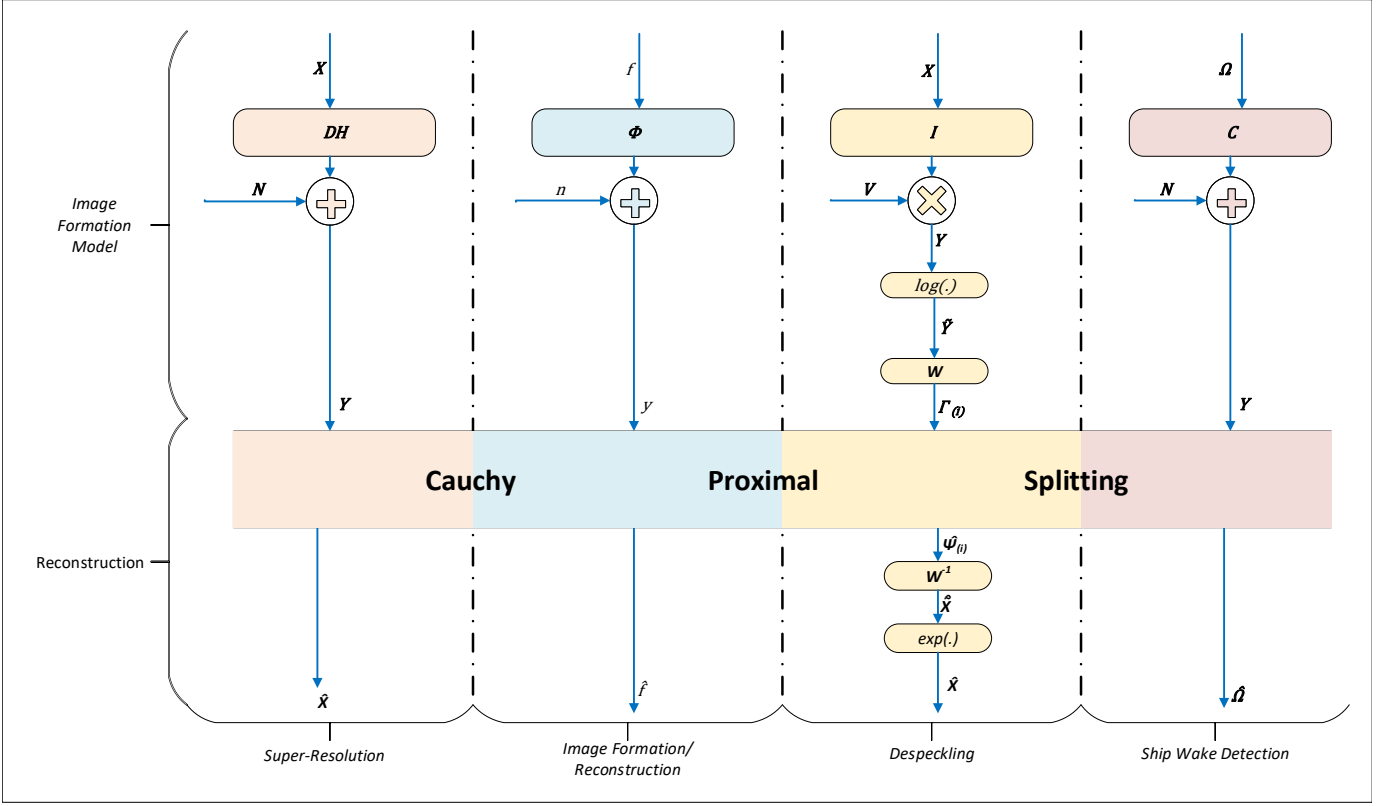 X
f
X
Ω
DH
Φ
I
C
N
n
V
N
Image
Formation
Model
Y
log(.)
Ỹ
W
Y
y
Γ(i)
Y
Cauchy Proximal Splitting
Ψ̂(i)
Reconstruction
W⁻¹
X̃̂
exp(.)
X̂
f̂
X̂
Ω̂
Super-Resolution
Image Formation/
Reconstruction
Despeckling
Ship Wake Detection